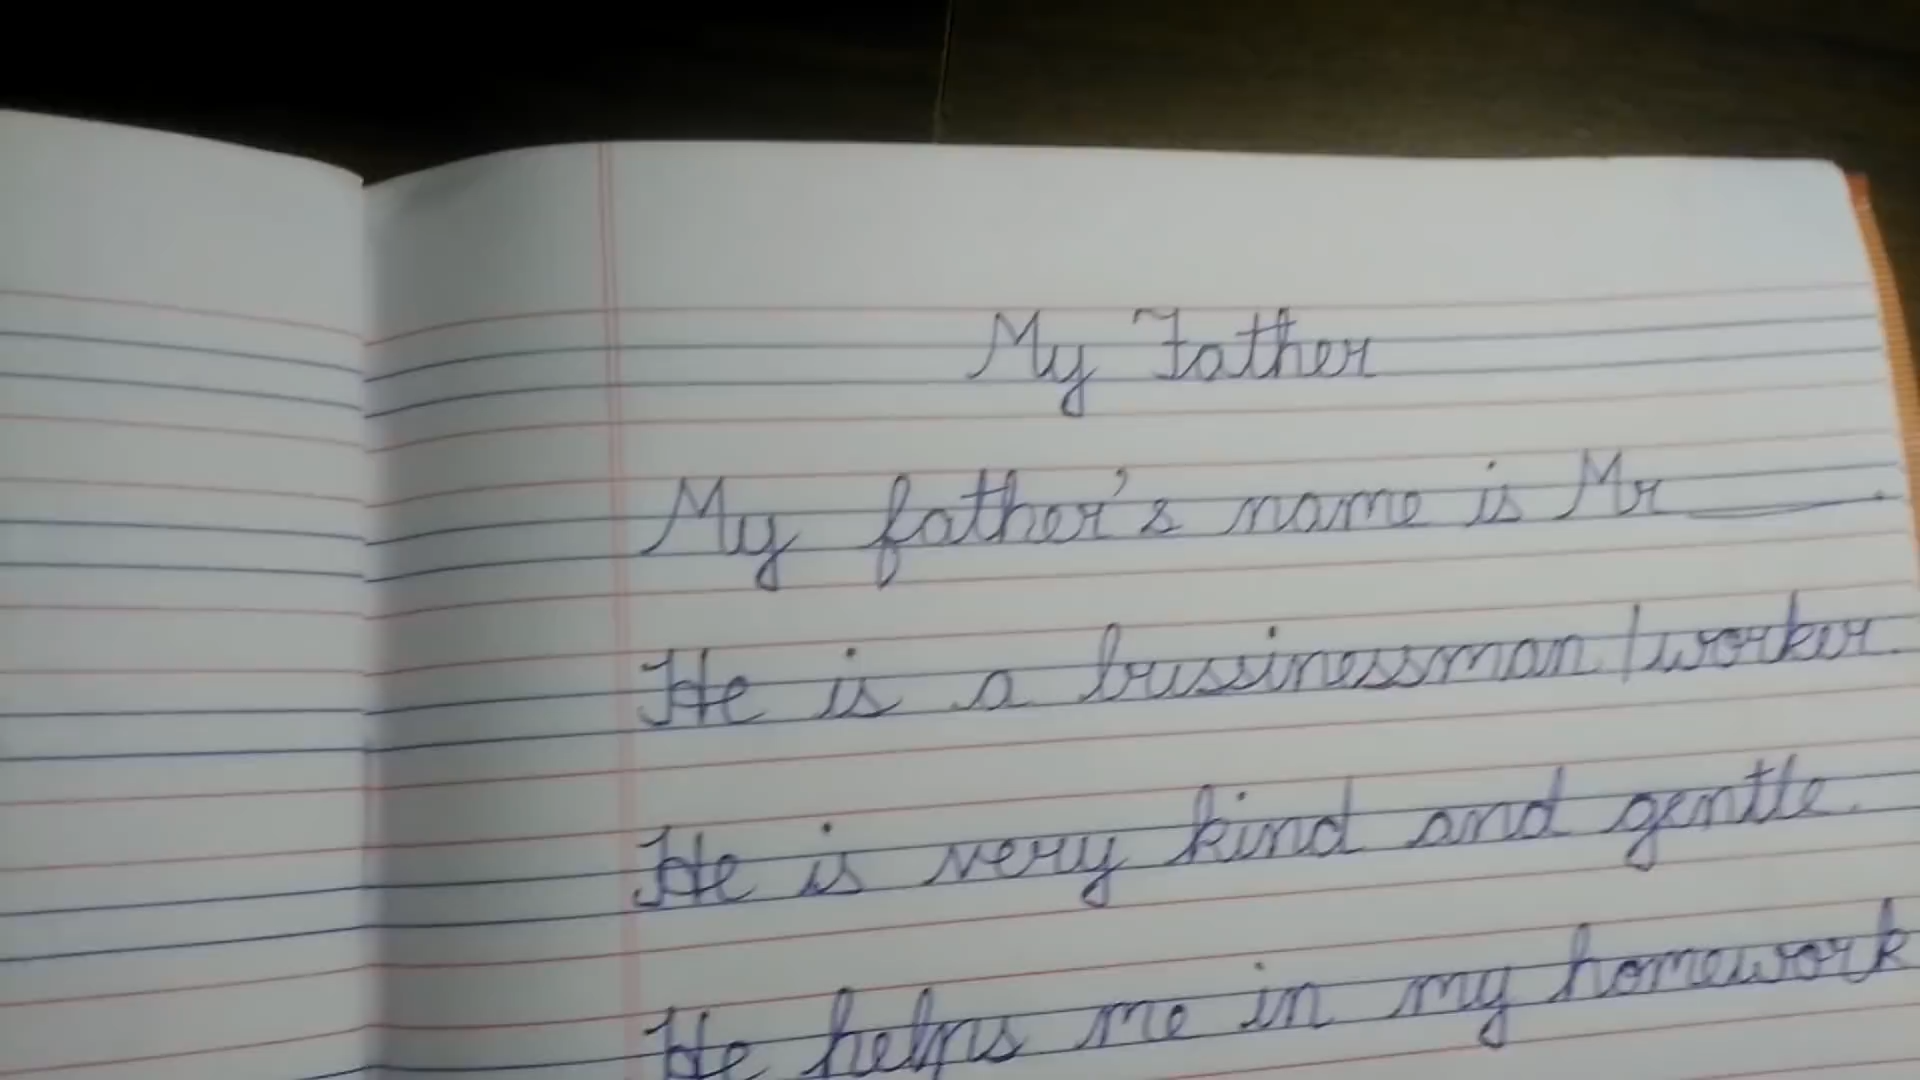 My Father
My father's name is Mr ____.
He is a bussinessman/worker.
He is very kind and gentle.
He helps me in my homework